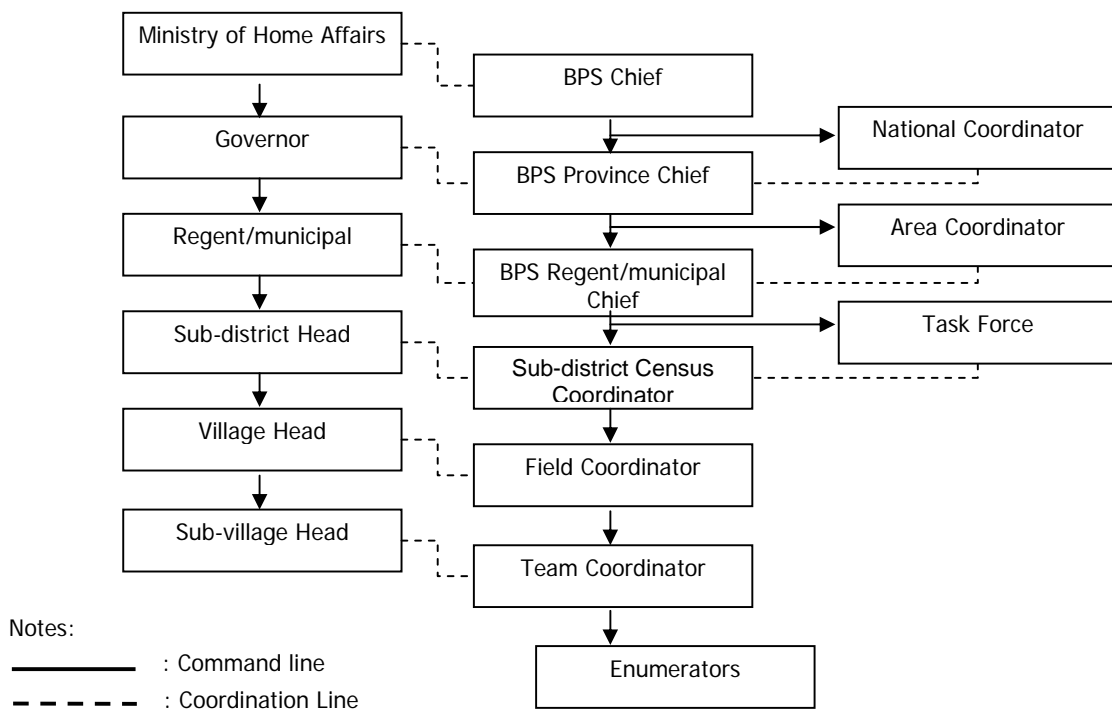 Ministry of Home Affairs
BPS Chief
National Coordinator
Governor
BPS Province Chief
Area Coordinator
Regent/municipal
BPS Regent/municipal
Chief
Task Force
Sub-district Head
Sub-district Census
Coordinator
Village Head
Field Coordinator
Sub-village Head
Team Coordinator
Enumerators
Notes:
: Command line
: Coordination Line